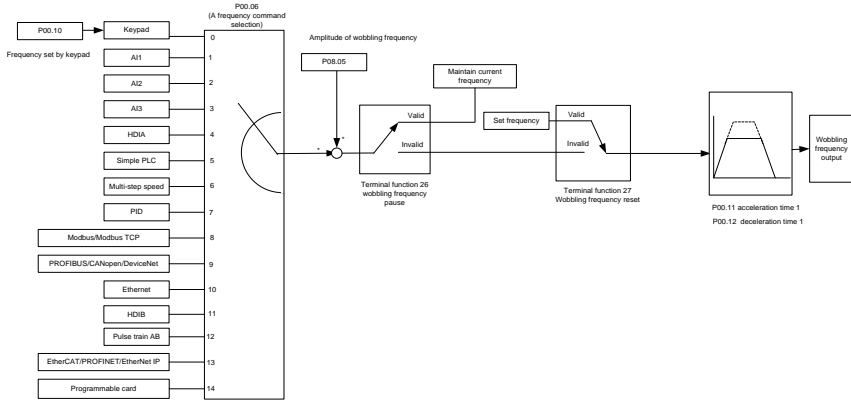 P00.06
(A frequency command
selection)
P00.10
Frequency set by keypad
Keypad
0
AI1
1
AI2
2
AI3
3
HDIA
4
Simple PLC
5
Multi-step speed
6
PID
7
Modbus/Modbus TCP
8
PROFIBUS/CANopen/DeviceNet
9
Ethernet
10
HDIB
11
Pulse train AB
12
EtherCAT/PROFINET/EtherNet IP
13
Programmable card
14
Amplitude of wobbling frequency
P08.05
+
+
Maintain current
frequency
Valid
Invalid
Terminal function 26
wobbling frequency
pause
Set frequency
Valid
Invalid
Terminal function 27
Wobbling frequency reset
P00.11 acceleration time 1
P00.12 deceleration time 1
Wobbling
frequency
output